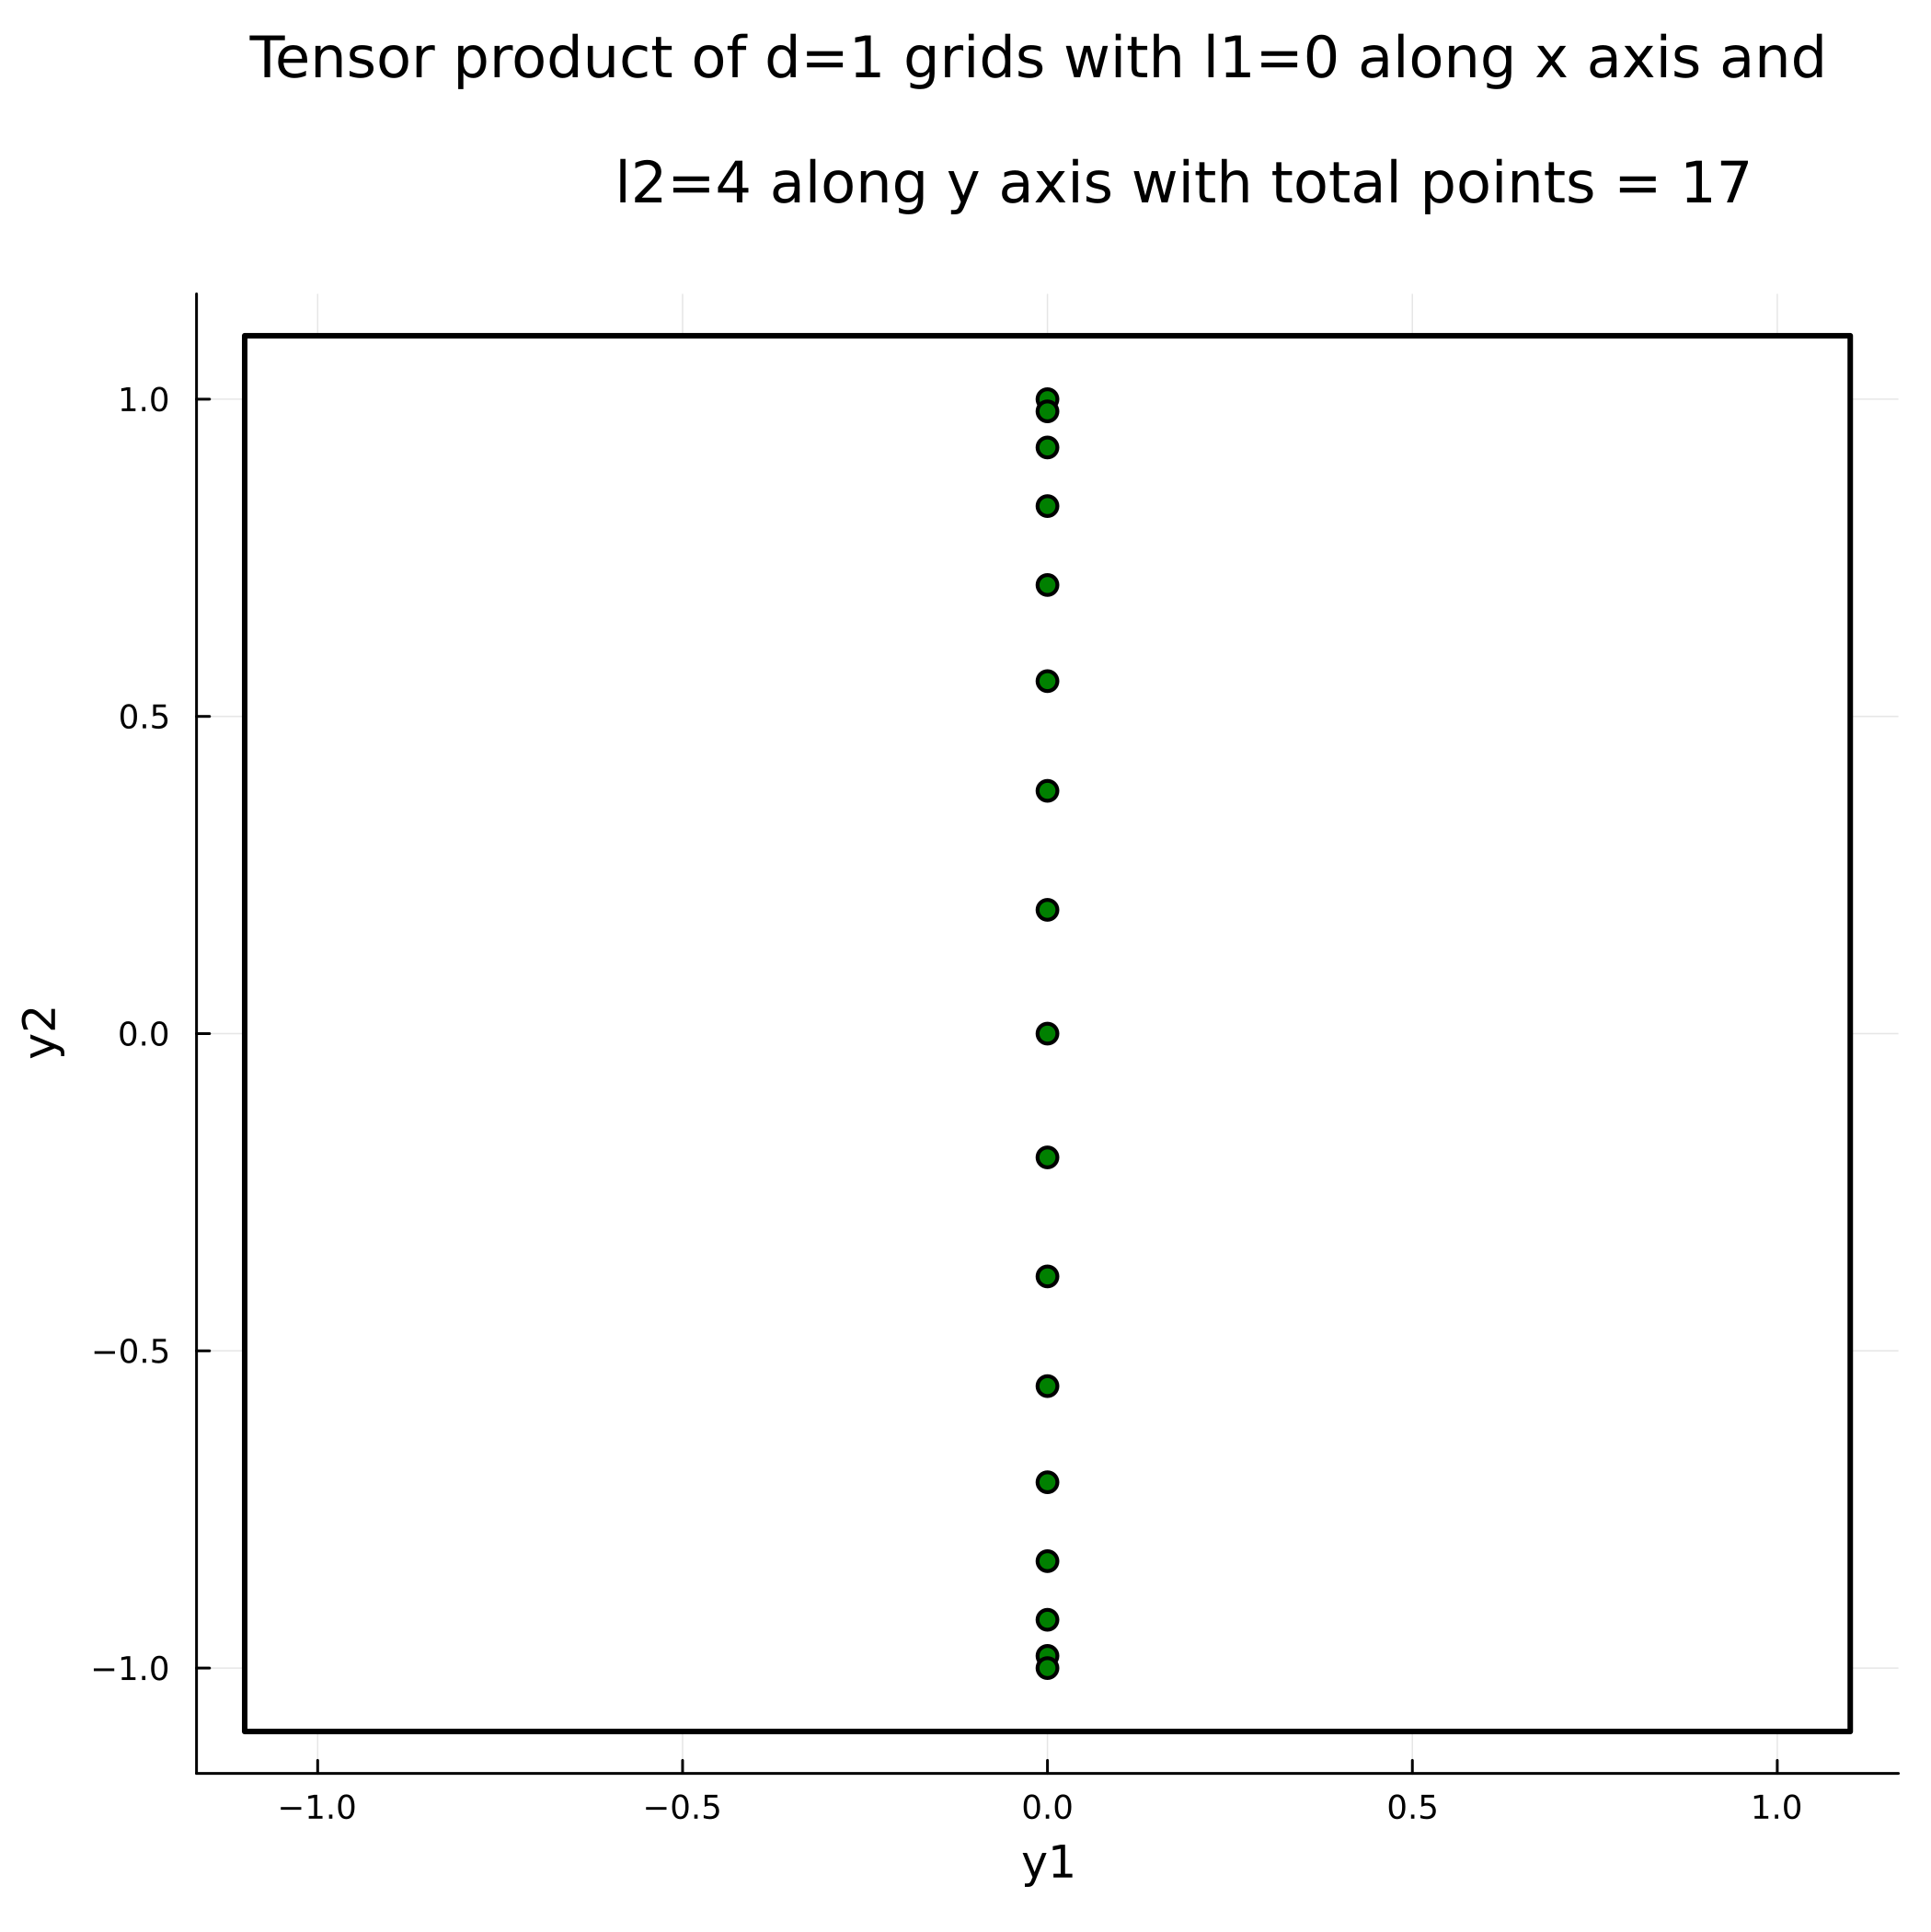 Tensor product of d=1 grids with l1=0 along x axis and
l2=4 along y axis with total points = 17
1.0
0.5
0.0
−0.5
−1.0
y2
−1.0
−0.5
0.0
0.5
1.0
y1